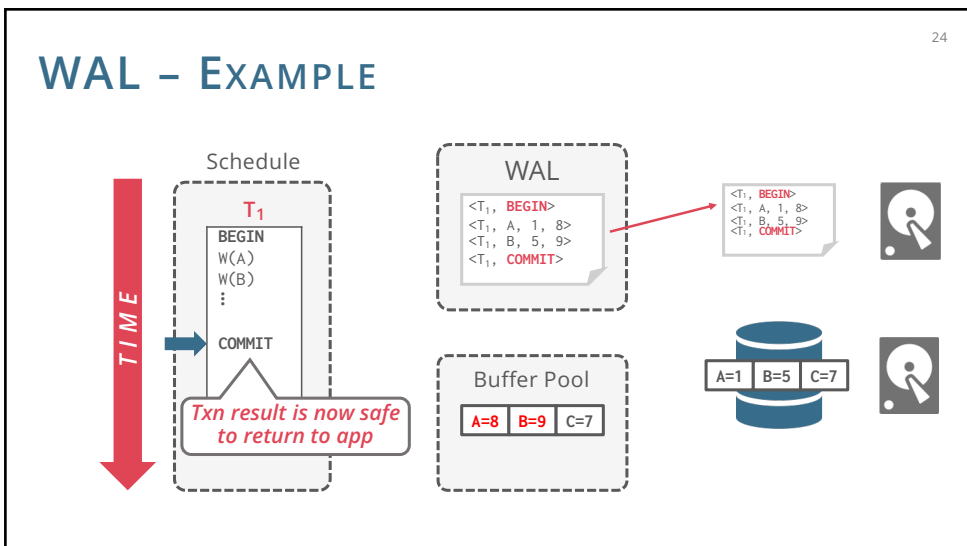 24
WAL – EXAMPLE
Schedule
TIME
T₁
BEGIN
W(A)
W(B)
⋮
COMMIT
Txn result is now safe
to return to app
WAL
<T₁, BEGIN>
<T₁, A, 1, 8>
<T₁, B, 5, 9>
<T₁, COMMIT>
Buffer Pool
A=8 B=9 C=7
<T₁, BEGIN>
<T₁, A, 1, 8>
<T₁, B, 5, 9>
<T₁, COMMIT>
A=1 B=5 C=7